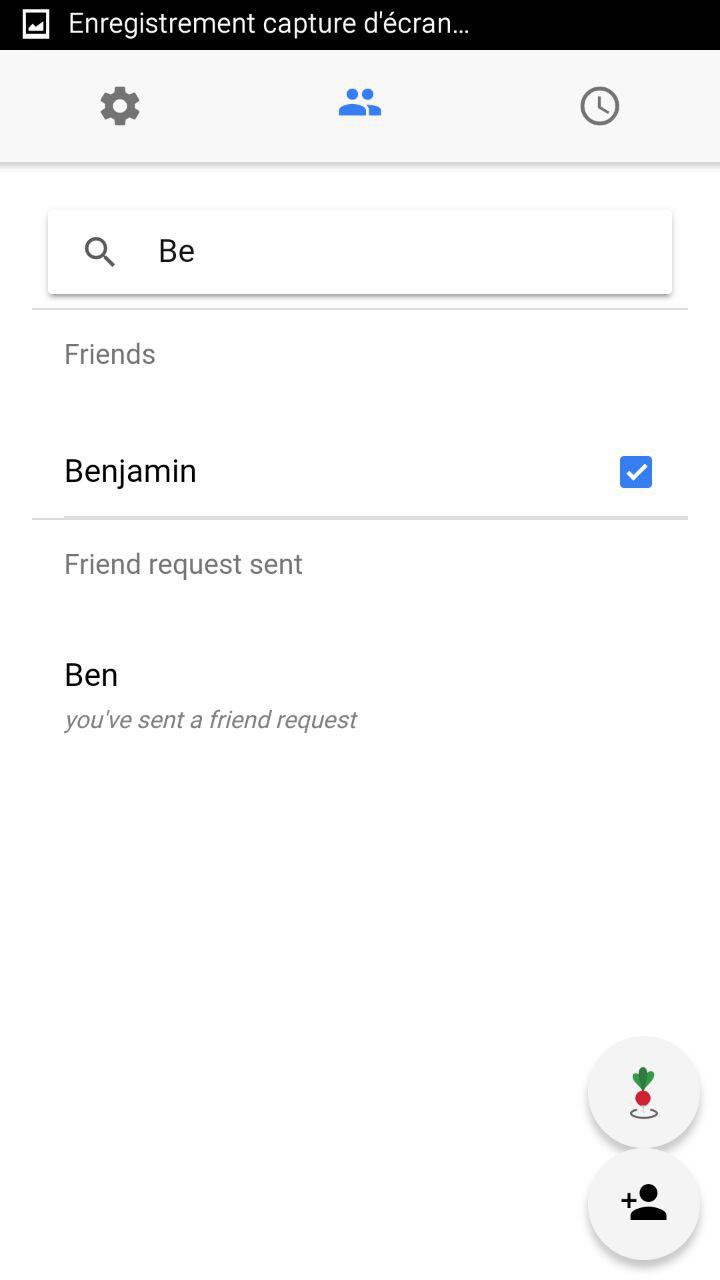 Enregistrement capture d'écran...
Be
Friends
Benjamin
Friend request sent
Ben
you've sent a friend request